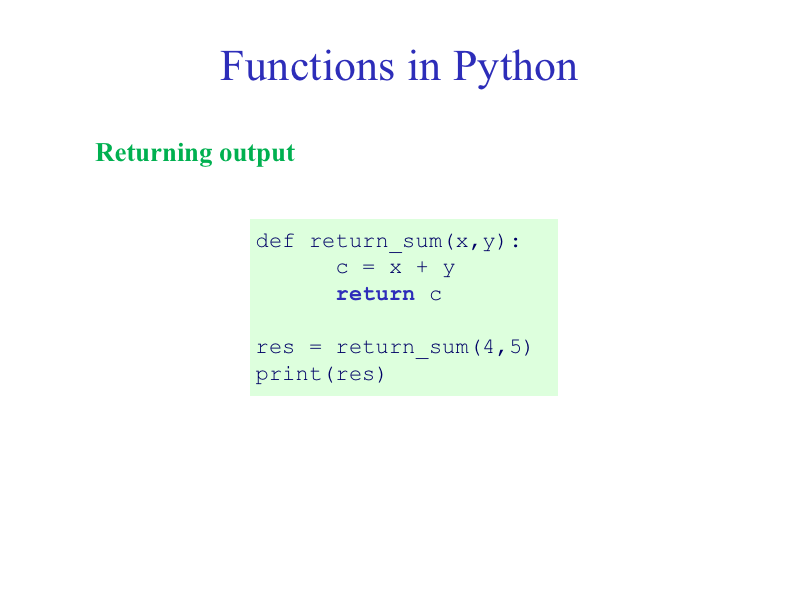 Functions in Python
Returning output
def return_sum(x,y):
      c = x + y
      return c
res = return_sum(4,5)
print(res)